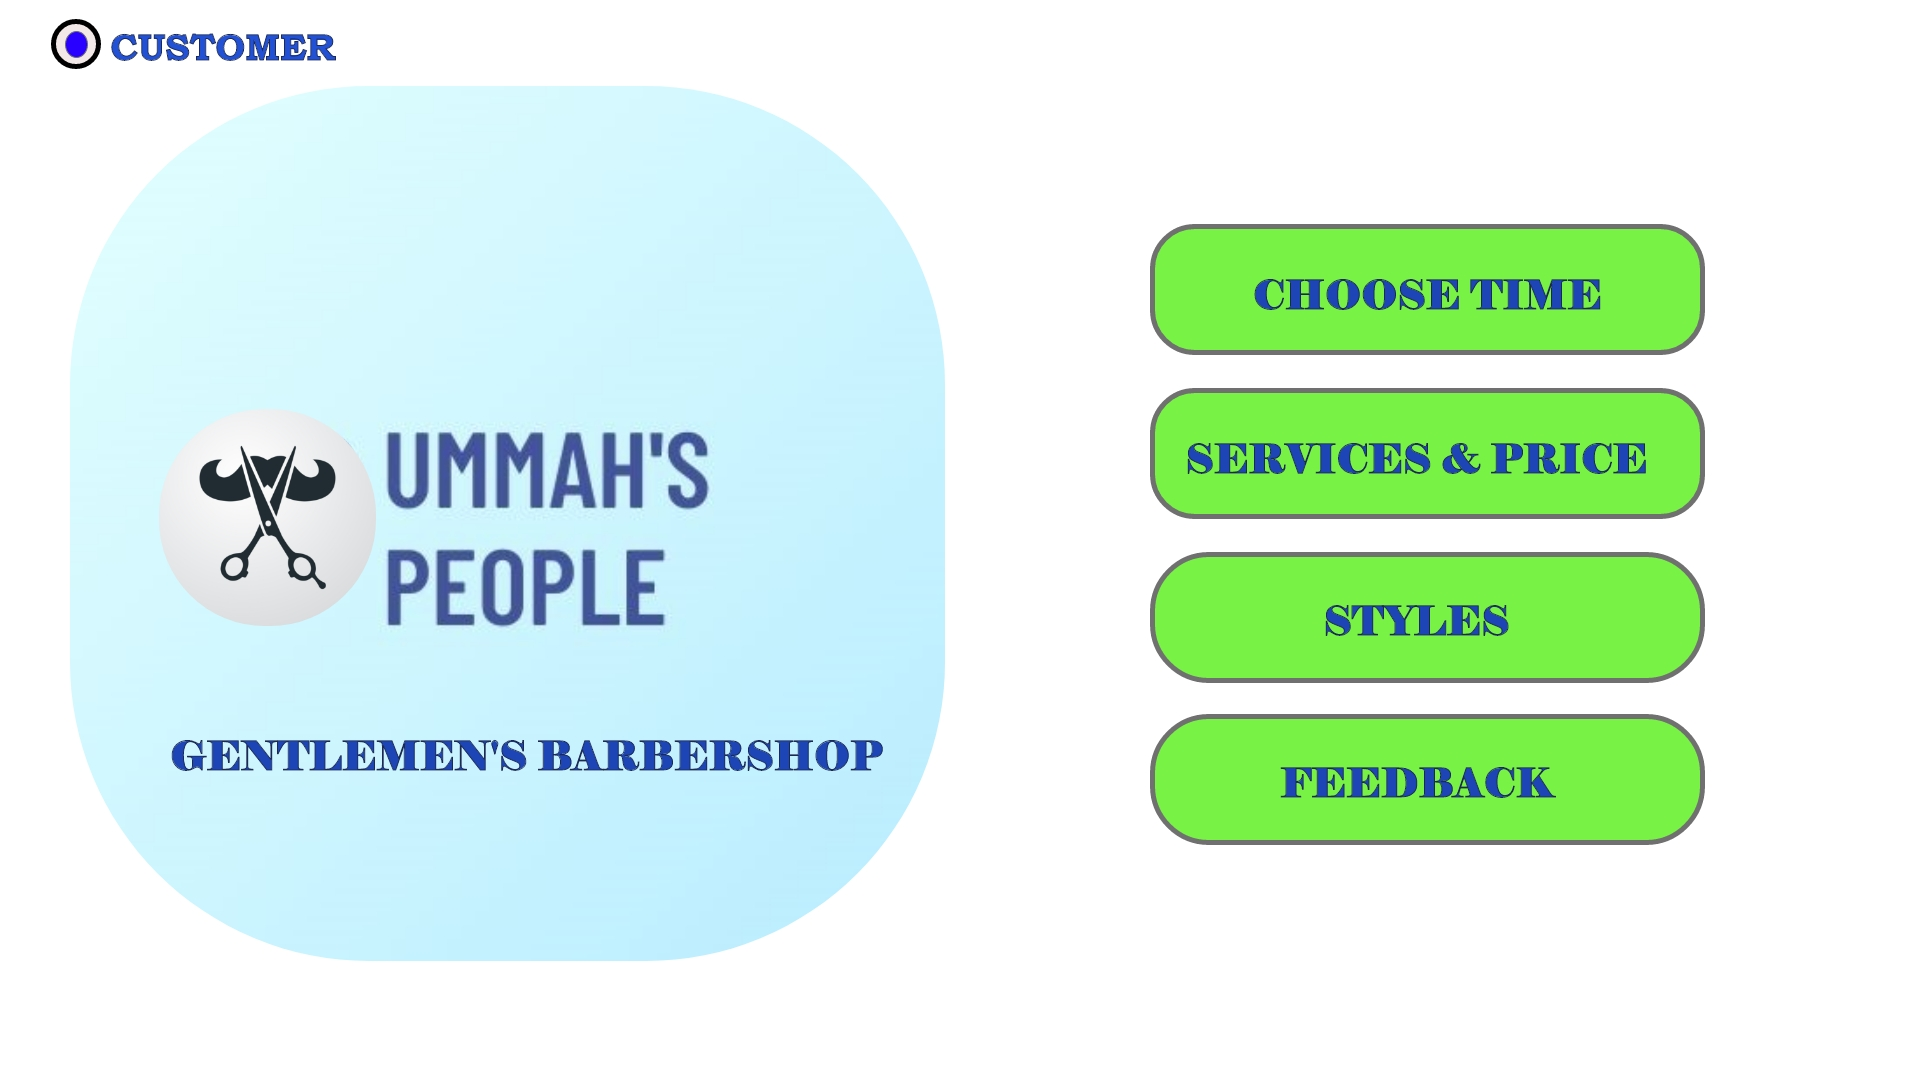 CUSTOMER
UMMAH'S
PEOPLE
GENTLEMEN'S BARBERSHOP
CHOOSE TIME
SERVICES & PRICE
STYLES
FEEDBACK